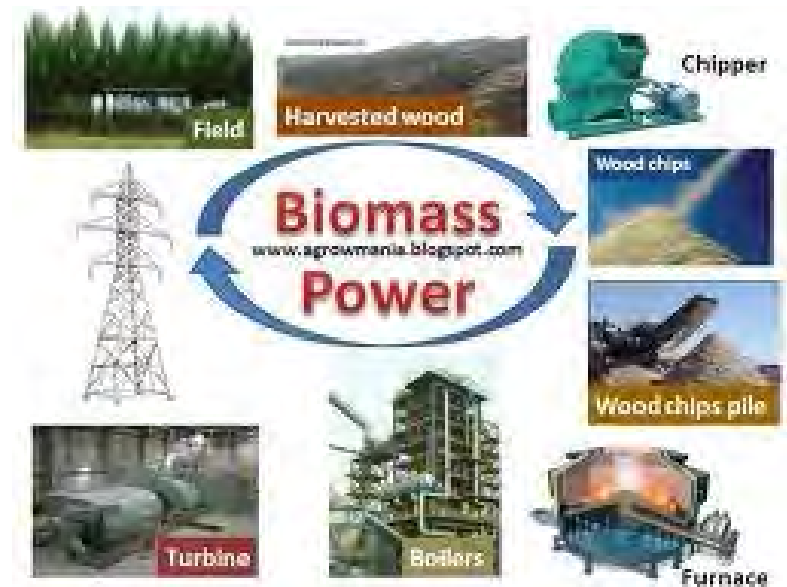 Field
Harvested wood
Chipper
Wood chips
Biomass
www.agrowmania.blogspot.com
Power
Wood chips pile
Turbine
Boilers
Furnace